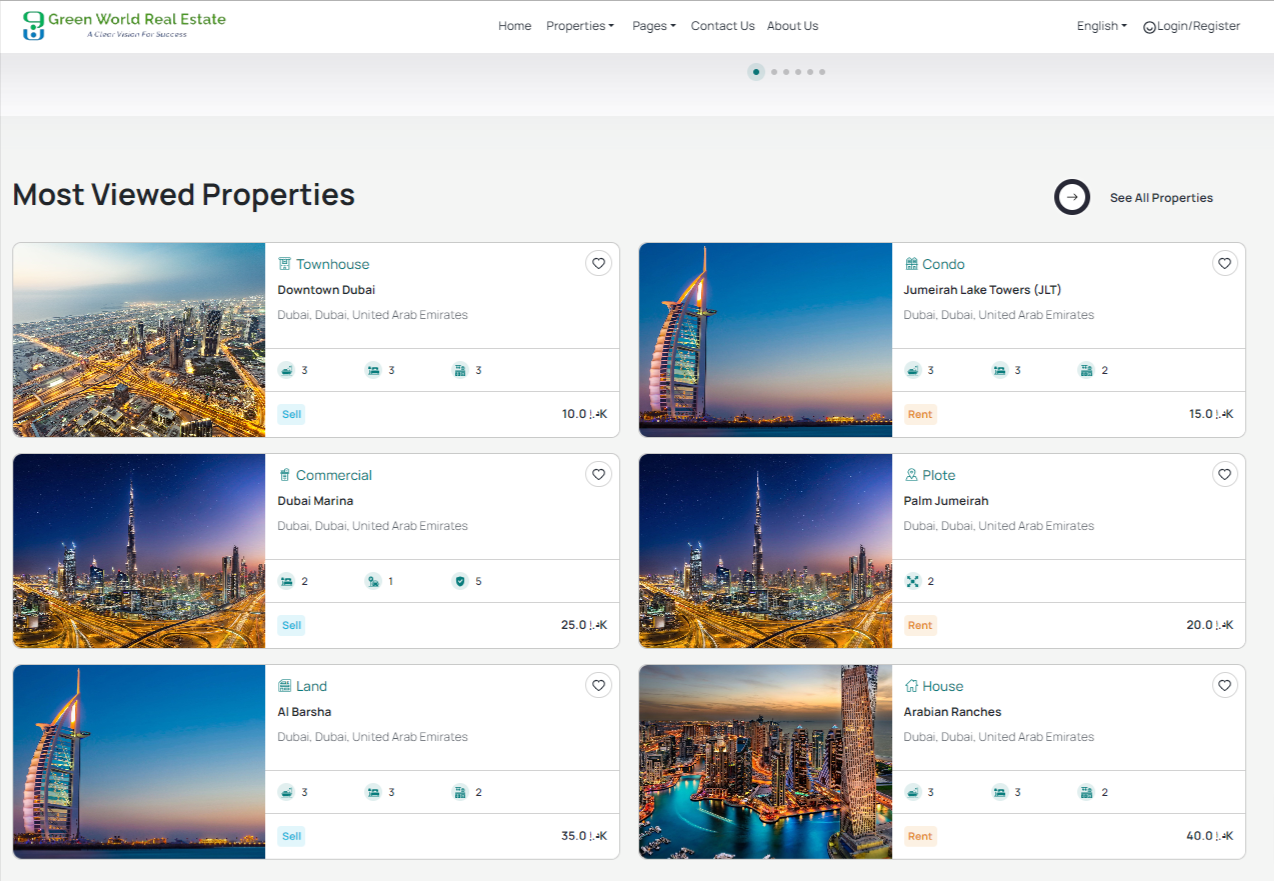 Green World Real Estate
A Clear Vision For Success
Home Properties Pages Contact Us About Us English Login/Register
Most Viewed Properties
See All Properties
Townhouse
Downtown Dubai
Dubai, Dubai, United Arab Emirates
3 3 3
Sell 10.0 د.إK
Condo
Jumeirah Lake Towers (JLT)
Dubai, Dubai, United Arab Emirates
3 3 2
Rent 15.0 د.إK
Commercial
Dubai Marina
Dubai, Dubai, United Arab Emirates
2 1 5
Sell 25.0 د.إK
Plote
Palm Jumeirah
Dubai, Dubai, United Arab Emirates
2
Rent 20.0 د.إK
Land
Al Barsha
Dubai, Dubai, United Arab Emirates
3 3 2
Sell 35.0 د.إK
House
Arabian Ranches
Dubai, Dubai, United Arab Emirates
3 3 2
Rent 40.0 د.إK